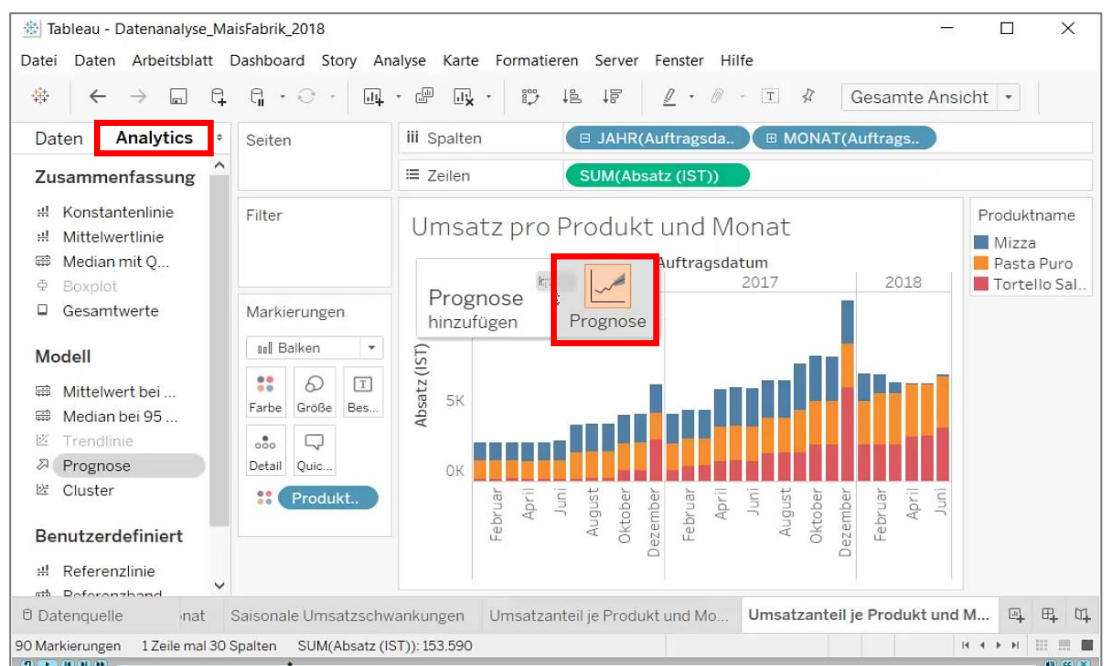 Tableau - Datenanalyse_MaisFabrik_2018
Datei Daten Arbeitsblatt Dashboard Story Analyse Karte Formatieren Server Fenster Hilfe
Gesamte Ansicht
Daten Analytics
Zusammenfassung
Konstantenlinie
Mittelwertlinie
Median mit Q...
Boxplot
Gesamtwerte
Modell
Mittelwert bei ...
Median bei 95 ...
Trendlinie
Prognose
Cluster
Benutzerdefiniert
Referenzlinie
Referenzband
Seiten
Filter
Markierungen
Balken
Farbe Größe Bes...
Detail Quic...
Produkt..
Spalten JAHR(Auftragsda.. MONAT(Auftrags..
Zeilen SUM(Absatz (IST))
Umsatz pro Produkt und Monat
Auftragsdatum
2017 2018
Prognose
hinzufügen
Prognose
Absatz (IST)
5K
0K
Februar April Juni August Oktober Dezember Februar April Juni August Oktober Dezember Februar April Juni
Produktname
Mizza
Pasta Puro
Tortello Sal..
Datenquelle nat Saisonale Umsatzschwankungen Umsatzanteil je Produkt und Mo... Umsatzanteil je Produkt und M...
90 Markierungen 1 Zeile mal 30 Spalten SUM(Absatz (IST)): 153.590